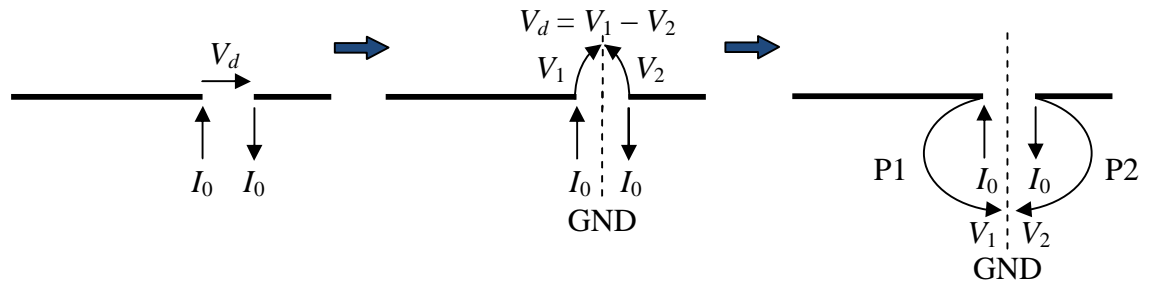 V_d
I_0 I_0
V_d = V_1 − V_2
V_1 V_2
I_0 I_0
GND
P1 I_0 I_0 P2
V_1 V_2
GND